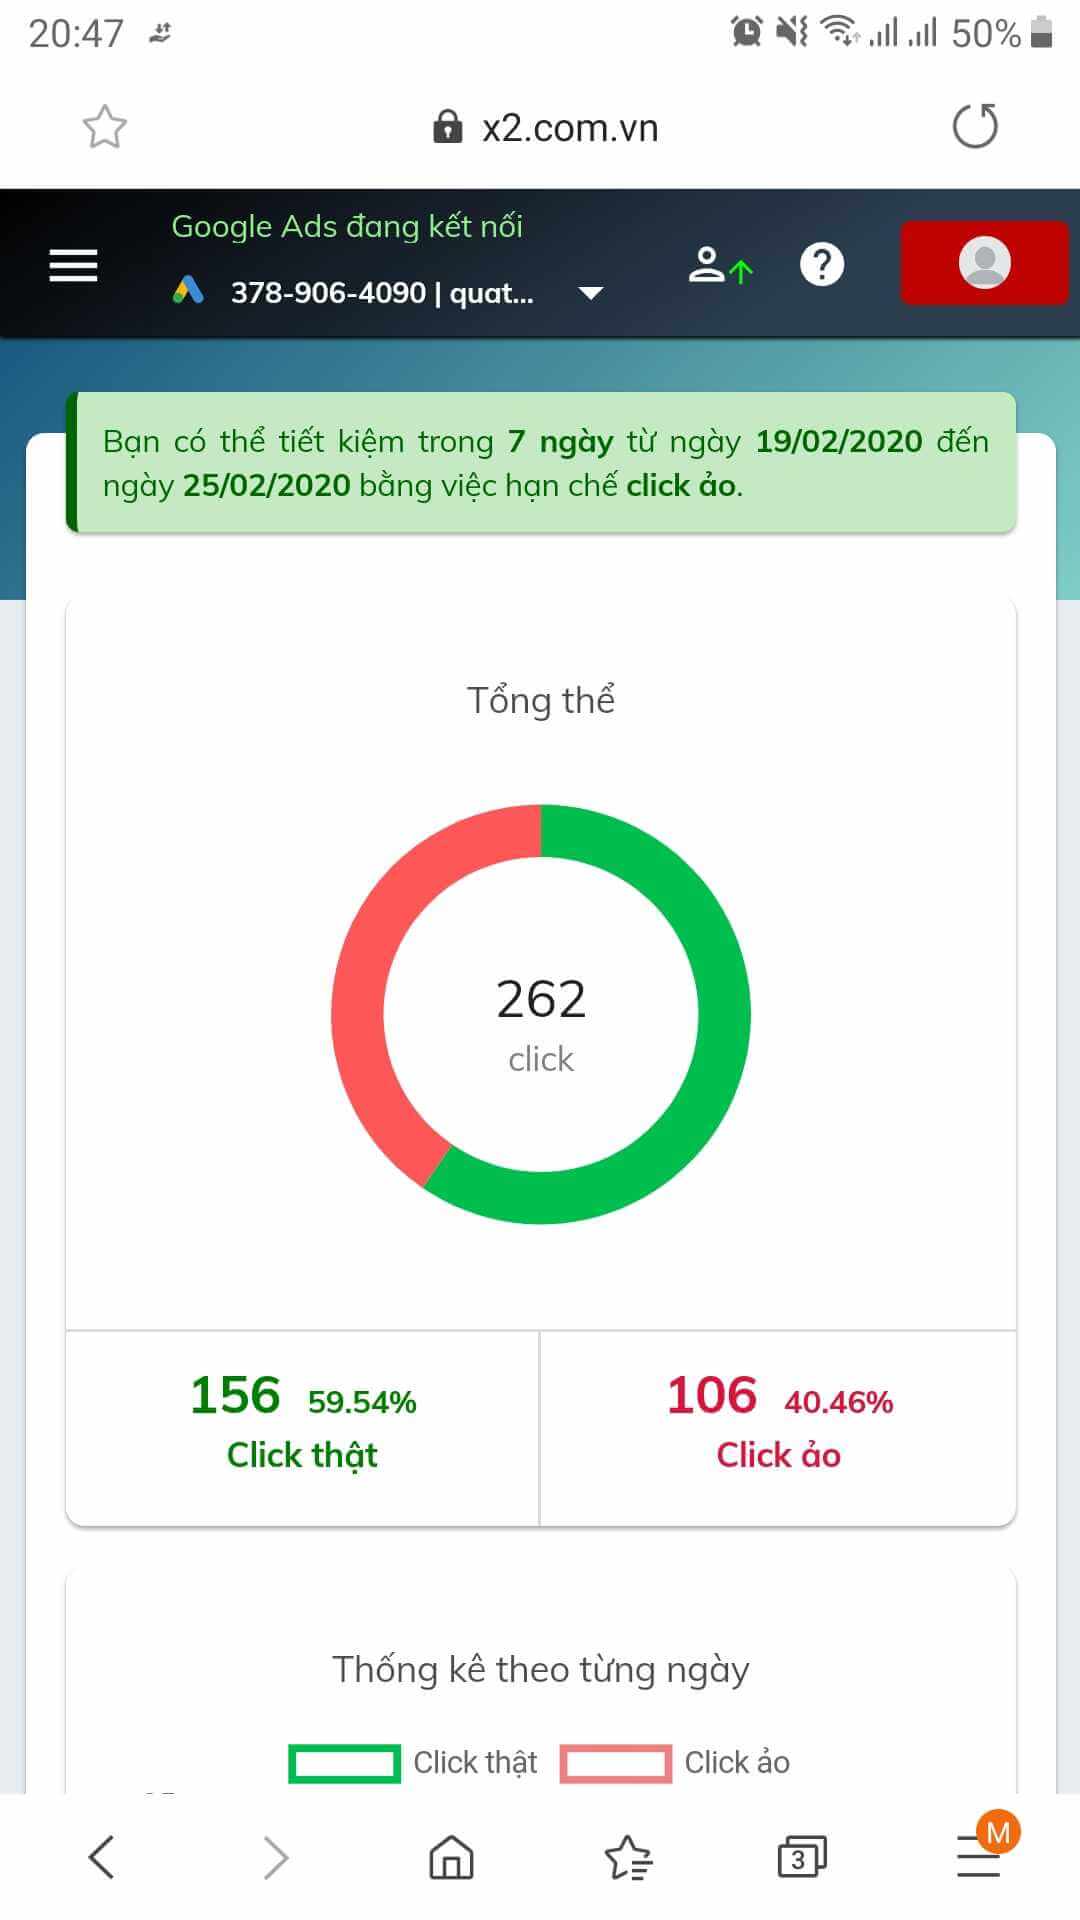 20:47
50%
x2.com.vn
Google Ads đang kết nối
378-906-4090 | quat...
Bạn có thể tiết kiệm trong 7 ngày từ ngày 19/02/2020 đến
ngày 25/02/2020 bằng việc hạn chế click ảo.
Tổng thể
262
click
156 59.54%
Click thật
106 40.46%
Click ảo
Thống kê theo từng ngày
Click thật
Click ảo
3
M